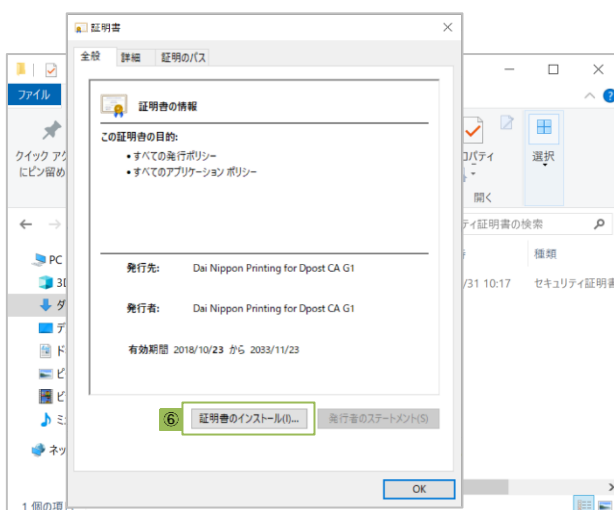 証明書
全般 詳細 証明のパス
証明書の情報
この証明書の目的:
• すべての発行ポリシー
• すべてのアプリケーション ポリシー
発行先: Dai Nippon Printing for Dpost CA G1
発行者: Dai Nippon Printing for Dpost CA G1
有効期間 2018/10/23 から 2033/11/23
⑥ 証明書のインストール(I)... 発行者のステートメント(S)
OK
ファイル
クイック アク
にピン留め
ロパティ
選択
開く
ティ証明書の検索
種類
/31 10:17 セキュリティ証明書
PC
3D
ダ
デ
ド
ピ
ビ
ミ
ネッ
1 個の項